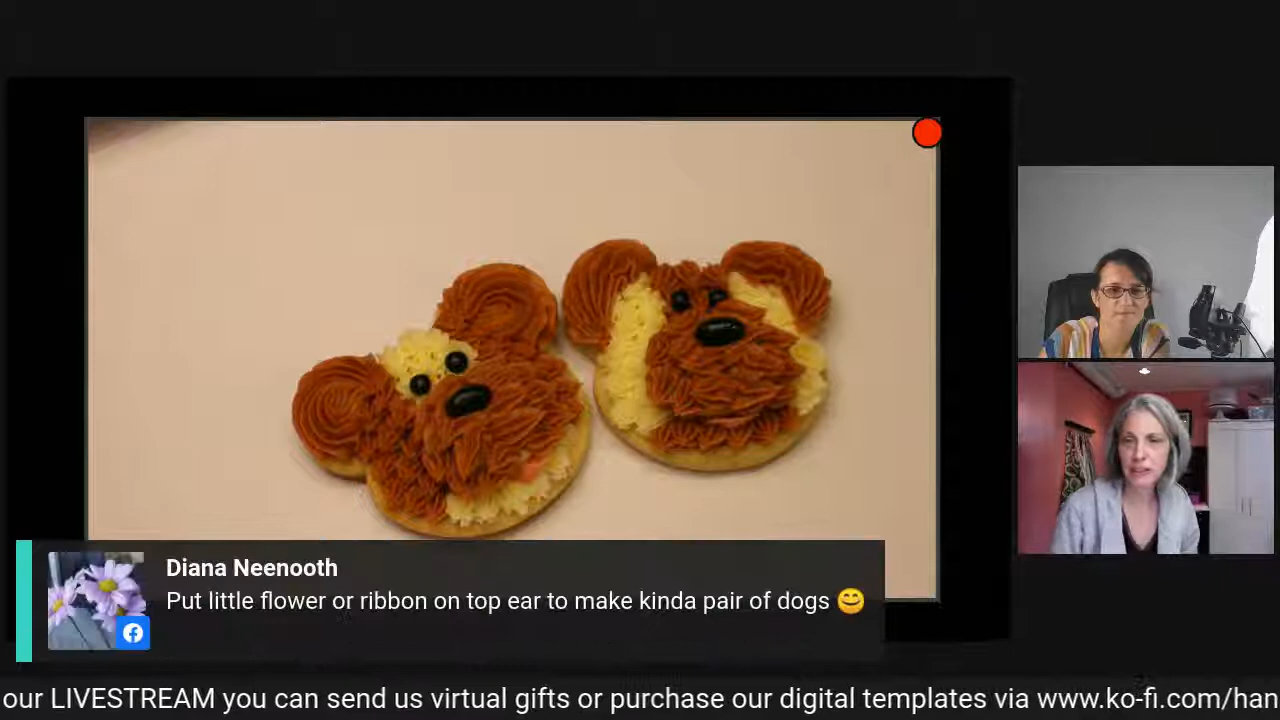 Diana Neenooth
Put little flower or ribbon on top ear to make kinda pair of dogs 😊
our LIVESTREAM you can send us virtual gifts or purchase our digital templates via www.ko-fi.com/han